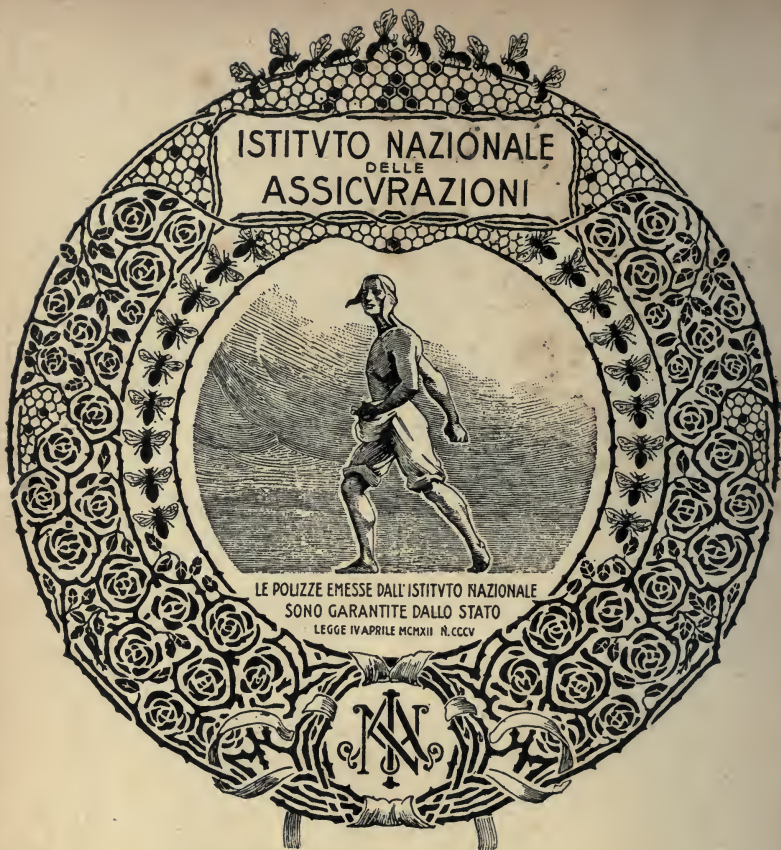 ISTITVTO NAZIONALE
DELLE
ASSICVRAZIONI
LE POLIZZE EMESSE DALL'ISTITVTO NAZIONALE
SONO GARANTITE DALLO STATO
LEGGE IV APRILE MCMXII N. CCCV
INA